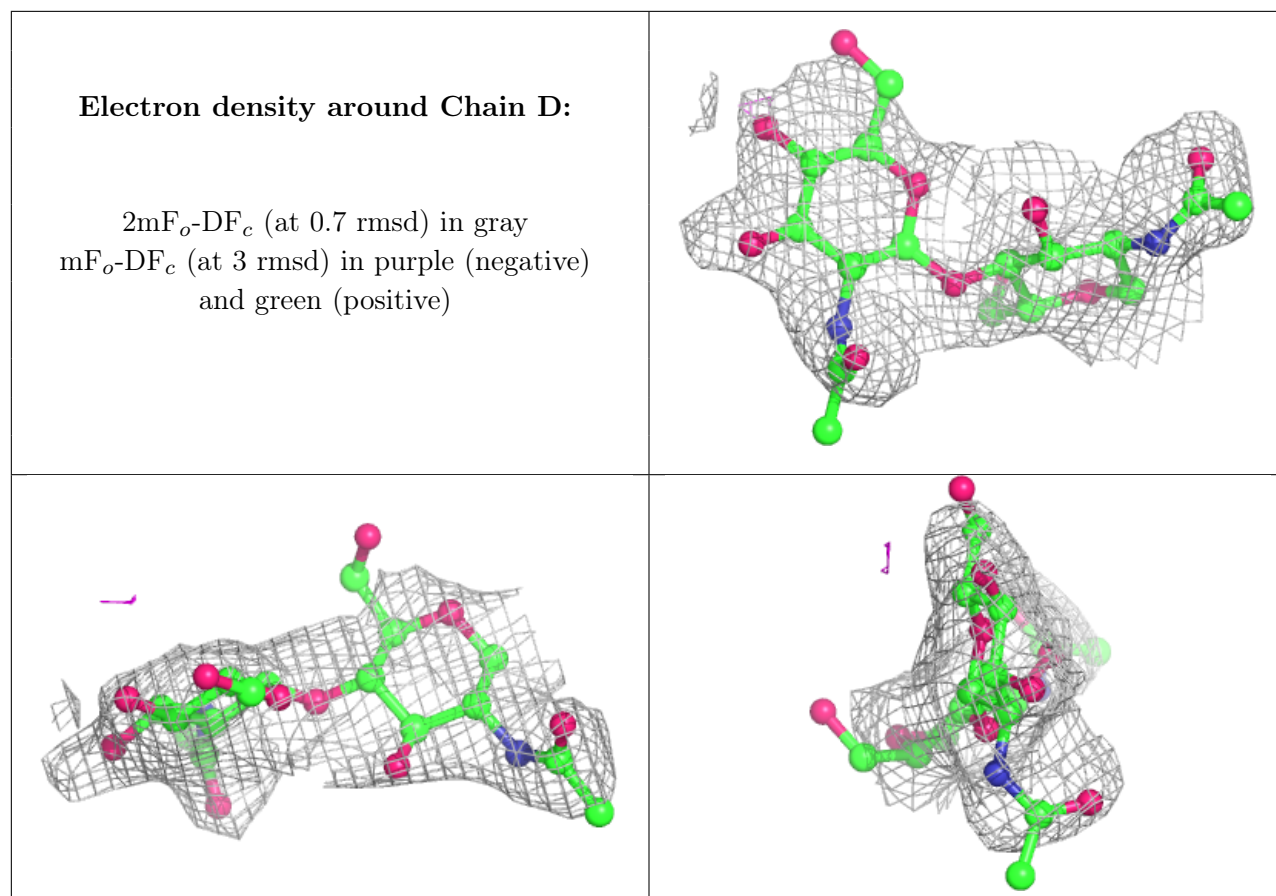 Electron density around Chain D:
2mFₒ-DF𝒸 (at 0.7 rmsd) in gray
mFₒ-DF𝒸 (at 3 rmsd) in purple (negative)
and green (positive)